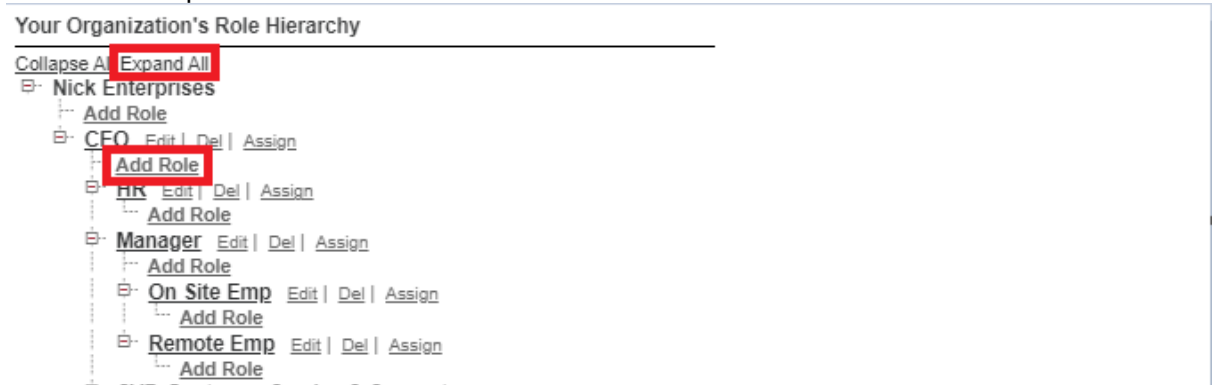 Your Organization's Role Hierarchy
Collapse Al Expand All
Nick Enterprises
Add Role
CEO Edit | Del | Assign
Add Role
HR Edit | Del | Assign
Add Role
Manager Edit | Del | Assign
Add Role
On Site Emp Edit | Del | Assign
Add Role
Remote Emp Edit | Del | Assign
Add Role